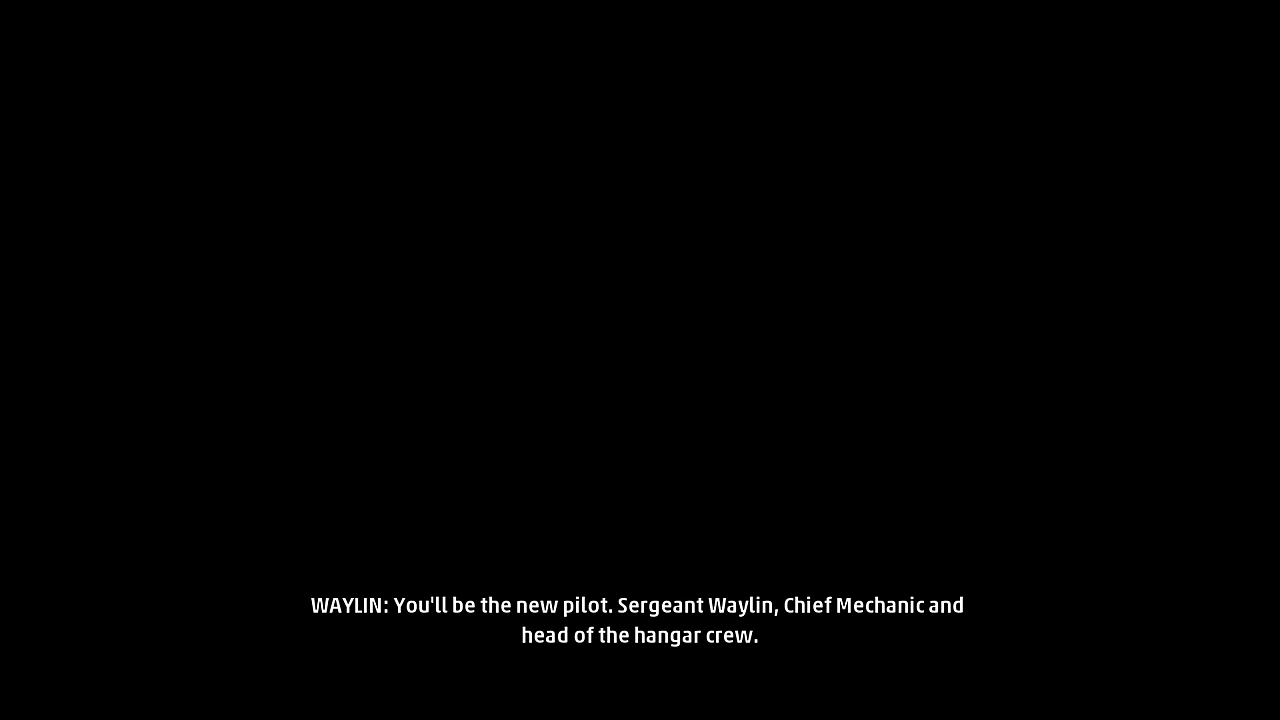 WAYLIN: You'll be the new pilot. Sergeant Waylin, Chief Mechanic and
head of the hangar crew.